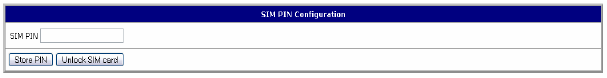 SIM PIN Configuration
SIM PIN
Store PIN Unlock SIM card